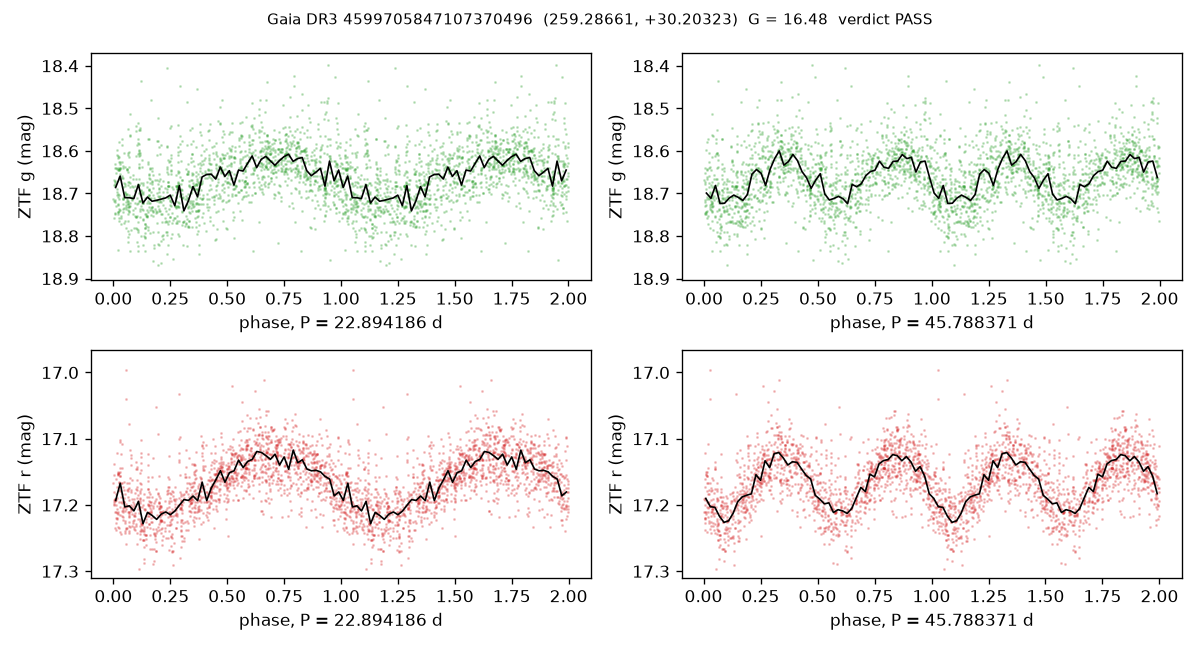 Gaia DR3 4599705847107370496 (259.28661, +30.20323) G = 16.48 verdict PASS
ZTF g (mag)
18.4
18.5
18.6
18.7
18.8
18.9
0.00 0.25 0.50 0.75 1.00 1.25 1.50 1.75 2.00
phase, P = 22.894186 d
ZTF g (mag)
18.4
18.5
18.6
18.7
18.8
18.9
0.00 0.25 0.50 0.75 1.00 1.25 1.50 1.75 2.00
phase, P = 45.788371 d
ZTF r (mag)
17.0
17.1
17.2
17.3
0.00 0.25 0.50 0.75 1.00 1.25 1.50 1.75 2.00
phase, P = 22.894186 d
ZTF r (mag)
17.0
17.1
17.2
17.3
0.00 0.25 0.50 0.75 1.00 1.25 1.50 1.75 2.00
phase, P = 45.788371 d